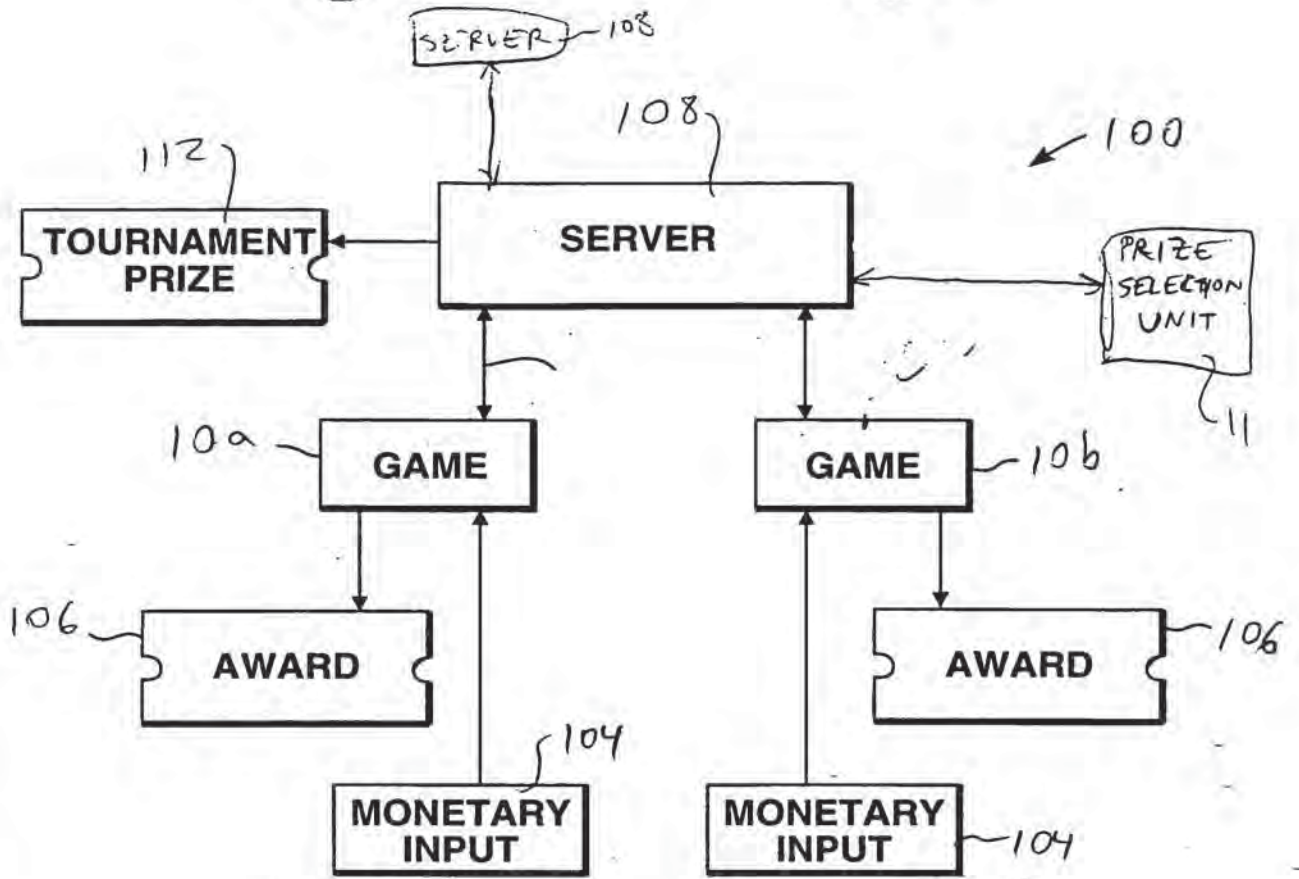 SERVER
108
108
100
112
TOURNAMENT
PRIZE
SERVER
PRIZE
SELECTION
UNIT
11
10a
GAME
GAME
10b
106
AWARD
AWARD
106
104
MONETARY
INPUT
MONETARY
INPUT
104